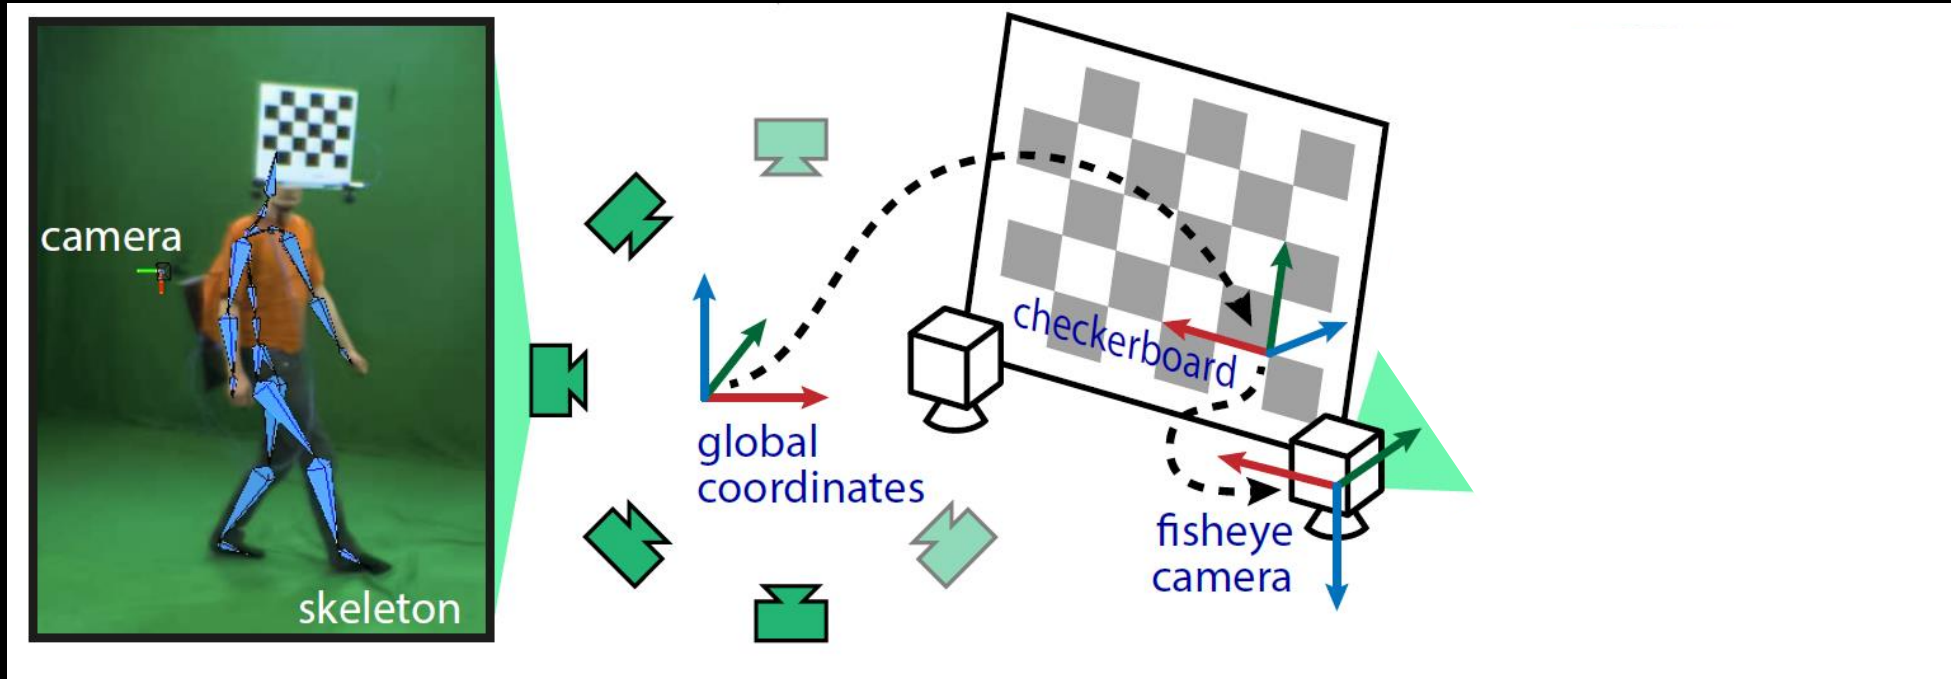 camera
skeleton
global
coordinates
checkerboard
fisheye
camera